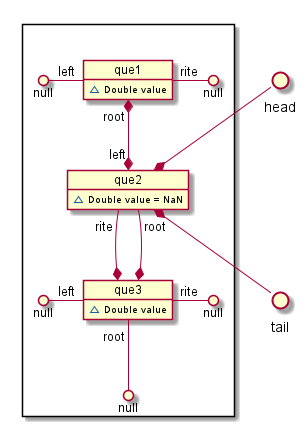 que1
Double value
left
rite
null
null
root
left
head
que2
Double value = NaN
rite
root
que3
Double value
left
rite
null
null
tail
root
null